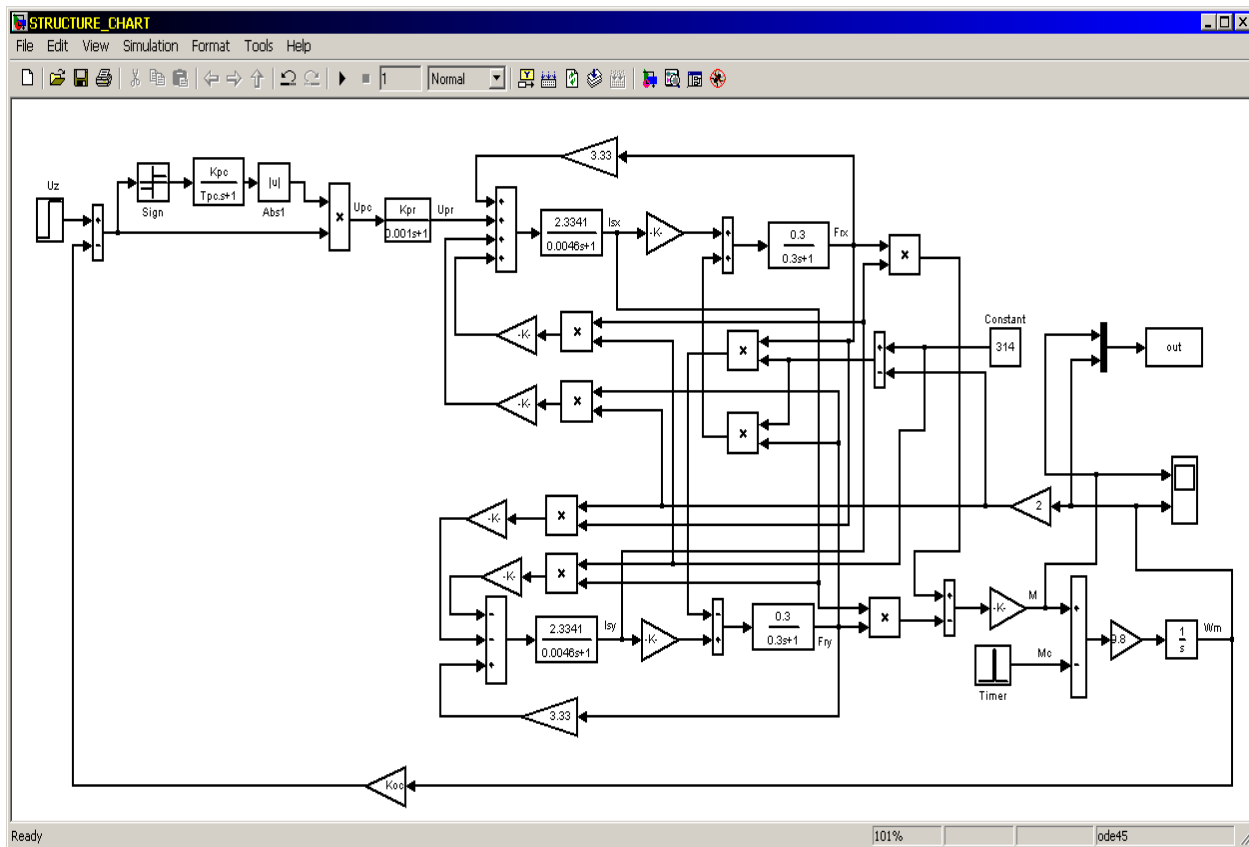 STRUCTURE_CHART
File Edit View Simulation Format Tools Help
1 Normal
Uz
Sign
Kpc
Tpc.s+1
|u|
Abs1
×
Upc
Kpr
0.001s+1
Upr
3.33
+
+
+
+
2.3341
0.0046s+1
Isx
-K-
+
+
0.3
0.3s+1
Frx
×
+
-
-K-
×
×
Constant
314
+
-
out
-K-
×
×
-K-
×
2
-K-
×
-
-
+
2.3341
0.0046s+1
Isy
-K-
-
+
0.3
0.3s+1
Fry
×
+
-
-K-
M
+
-
9.8
1
s
Wm
Mc
Timer
3.33
Koc
Ready 101% ode45